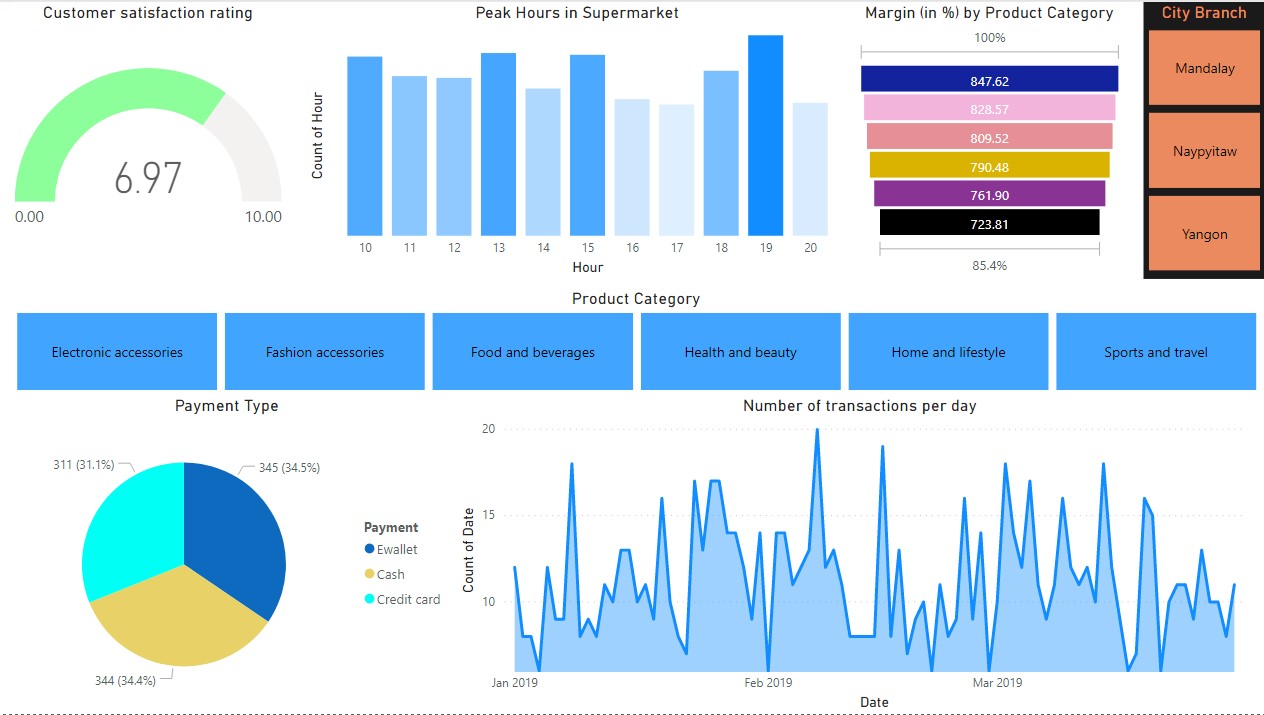 Customer satisfaction rating
6.97
0.00
10.00
Peak Hours in Supermarket
Count of Hour
10 11 12 13 14 15 16 17 18 19 20
Hour
Margin (in %) by Product Category
100%
847.62
828.57
809.52
790.48
761.90
723.81
85.4%
City Branch
Mandalay
Naypyitaw
Yangon
Product Category
Electronic accessories
Fashion accessories
Food and beverages
Health and beauty
Home and lifestyle
Sports and travel
Payment Type
311 (31.1%)
345 (34.5%)
344 (34.4%)
Payment
Ewallet
Cash
Credit card
Number of transactions per day
Count of Date
20
15
10
Jan 2019
Feb 2019
Mar 2019
Date